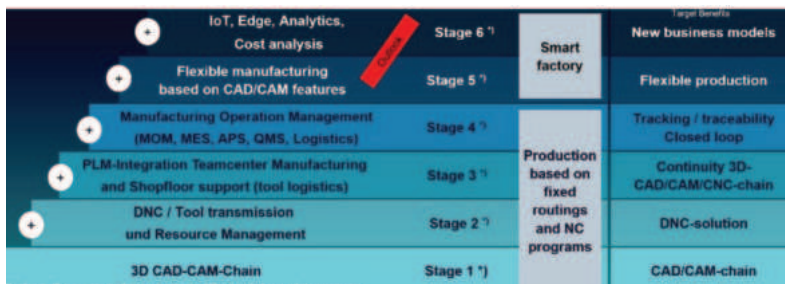 Target Benefits
IoT, Edge, Analytics,
Cost analysis
Outlook
Stage 6 *)
Smart
factory
New business models
+
Flexible manufacturing
based on CAD/CAM features
Stage 5 *)
Flexible production
+
Manufacturing Operation Management
(MOM, MES, APS, QMS, Logistics)
Stage 4 *)
Tracking / traceability
Closed loop
+
PLM-Integration Teamcenter Manufacturing
and Shopfloor support (tool logistics)
Stage 3 *)
Production
based on
fixed
routings
and NC
programs
Continuity 3D-
CAD/CAM/CNC-chain
+
DNC / Tool transmission
und Resource Management
Stage 2 *)
DNC-solution
+
3D CAD-CAM-Chain
Stage 1 *)
CAD/CAM-chain